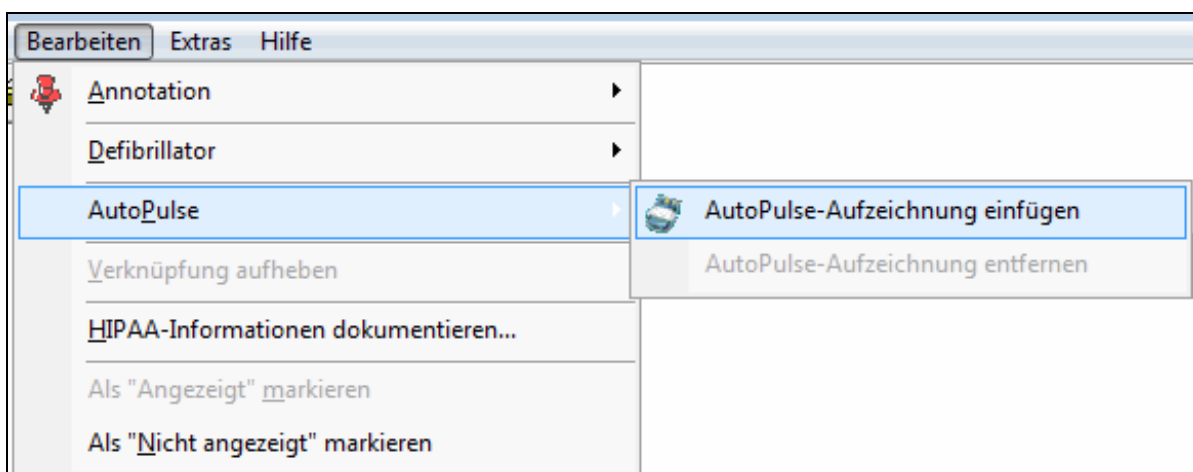 Bearbeiten Extras Hilfe
Annotation
Defibrillator
AutoPulse
AutoPulse-Aufzeichnung einfügen
AutoPulse-Aufzeichnung entfernen
Verknüpfung aufheben
HIPAA-Informationen dokumentieren...
Als "Angezeigt" markieren
Als "Nicht angezeigt" markieren